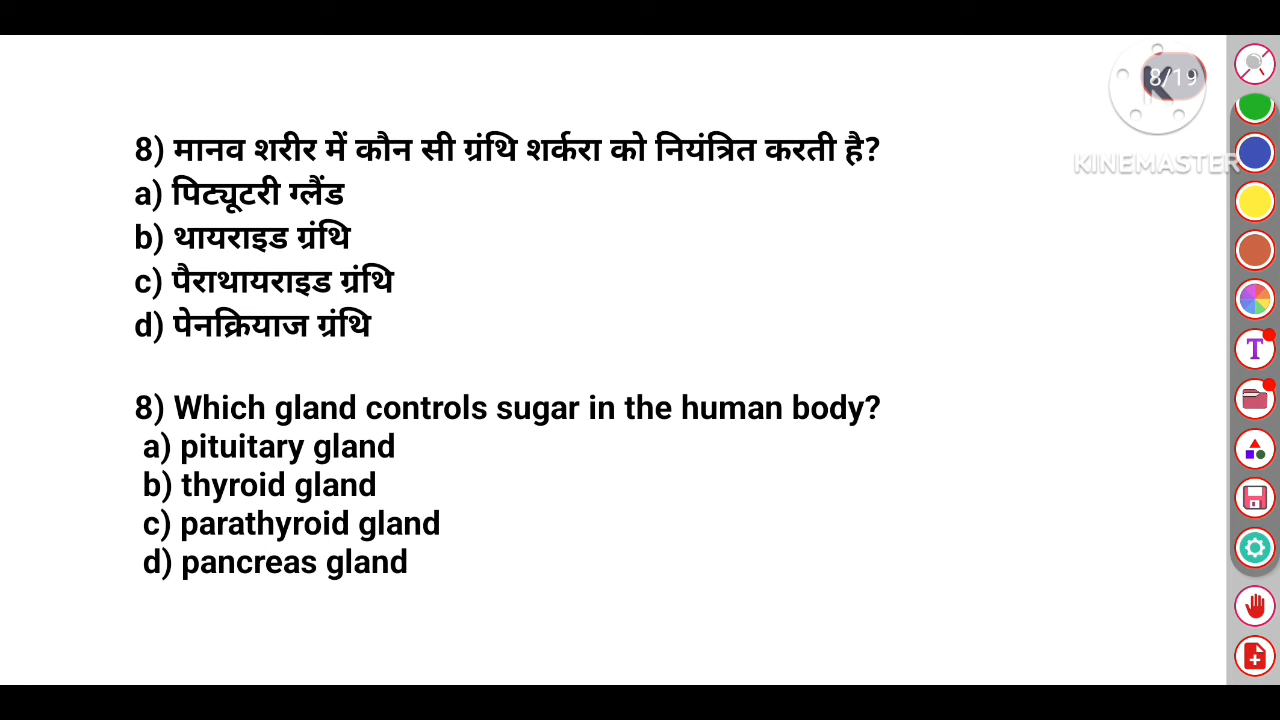 8/19
KINEMASTER
8) मानव शरीर में कौन सी ग्रंथि शर्करा को नियंत्रित करती है?
a) पिट्यूटरी ग्लैंड
b) थायराइड ग्रंथि
c) पैराथायराइड ग्रंथि
d) पेनक्रियाज ग्रंथि
8) Which gland controls sugar in the human body?
a) pituitary gland
b) thyroid gland
c) parathyroid gland
d) pancreas gland
T